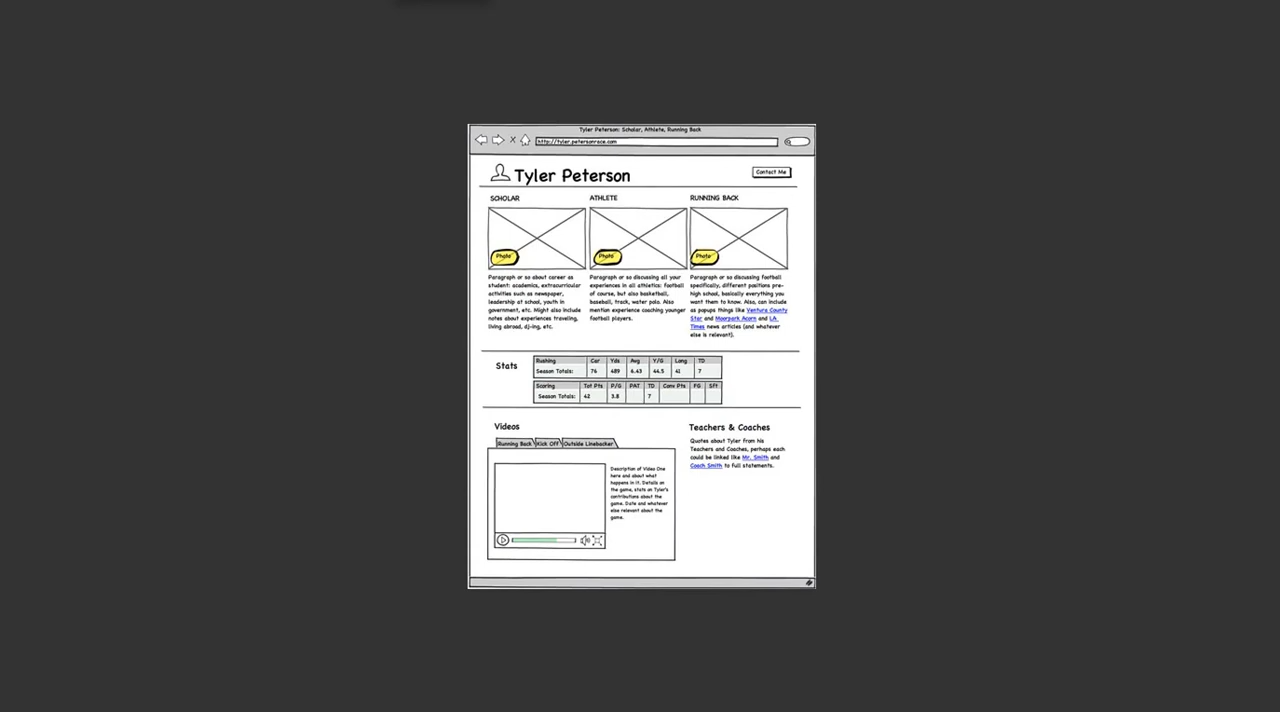 Tyler Peterson: Scholar, Athlete, Running Back
http://tyler.petersonrace.com
Tyler Peterson
Contact Me
SCHOLAR
Photo
Paragraph or so about career as
student: academics, extracurricular
activities such as newspaper,
leadership at school, youth in
government, etc. Might also include
notes about experiences traveling,
living abroad, dj-ing, etc.
ATHLETE
Photo
Paragraph or so discussing all your
experiences in all athletics: football
of course, but also basketball,
baseball, track, water polo. Also
mention experience coaching younger
football players.
RUNNING BACK
Photo
Paragraph or so discussing football
specifically, different positions pre-
high school, basically everything you
want them to know. Also, can include
as popups things like Ventura County
Star and Moorpark Acorn and LA
Times news articles (and whatever
else is relevant).
Stats
Rushing Car Yds Avg Y/G Long TD
Season Totals: 76 489 6.43 44.5 41 7
Scoring Tot Pts P/G PAT TD Conv Pts FG Sft
Season Totals: 42 3.8 7
Videos
Running Back Kick Off Outside Linebacker
Description of Video One
here and about what
happens in it. Details on
the game, stats on Tyler's
contributions about the
game. Date and whatever
else relevant about the
game.
Teachers & Coaches
Quotes about Tyler from his
Teachers and Coaches, perhaps each
could be linked like Mr. Smith and
Coach Smith to full statements.